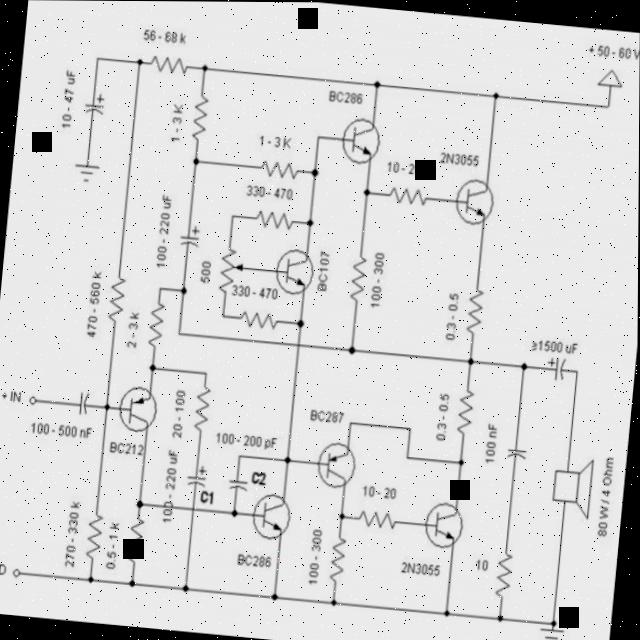 56 - 68 k
+ 50 - 60 V
10 - 47 uF
1 - 3 K
BC286
1 - 3 K
2N3055
330 - 470
100 - 220 uF
500
BC107
330 - 470
100 - 300
0.3 - 0.5
470 - 560 k
2 - 3 k
≥1500 uF
+ IN
100 - 500 nF
BC212
20 - 100
BC287
0.3 - 0.5
100 nF
100 - 200 pF
C2
100 - 220 uF
C1
10 - 20
80 W / 4 Ohm
270 - 330 k
0.5 - 1 k
BC286
100 - 300
2N3055
10